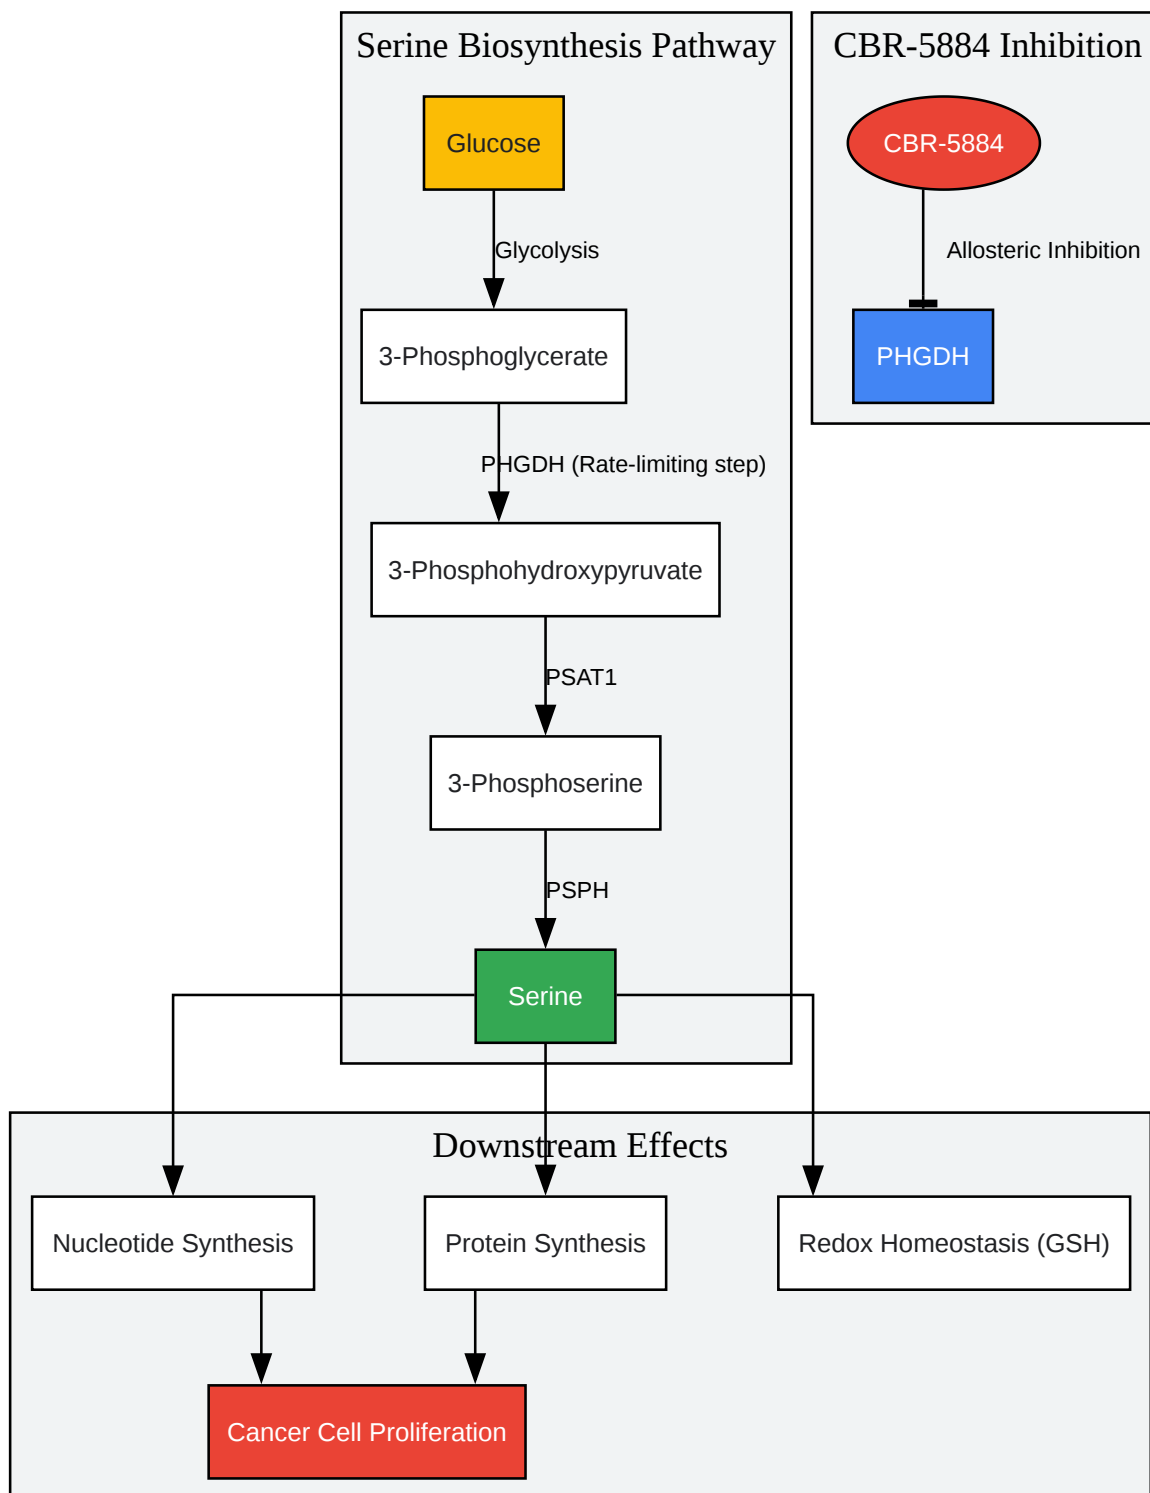 Serine Biosynthesis Pathway
Glucose
Glycolysis
3-Phosphoglycerate
PHGDH (Rate-limiting step)
3-Phosphohydroxypyruvate
PSAT1
3-Phosphoserine
PSPH
Serine
CBR-5884 Inhibition
CBR-5884
Allosteric Inhibition
PHGDH
Downstream Effects
Nucleotide Synthesis
Protein Synthesis
Redox Homeostasis (GSH)
Cancer Cell Proliferation